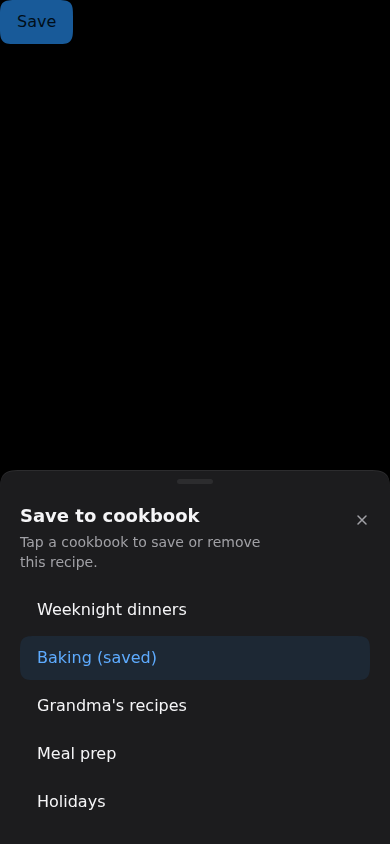 Save
Save to cookbook
Tap a cookbook to save or remove
this recipe.
Weeknight dinners
Baking (saved)
Grandma's recipes
Meal prep
Holidays